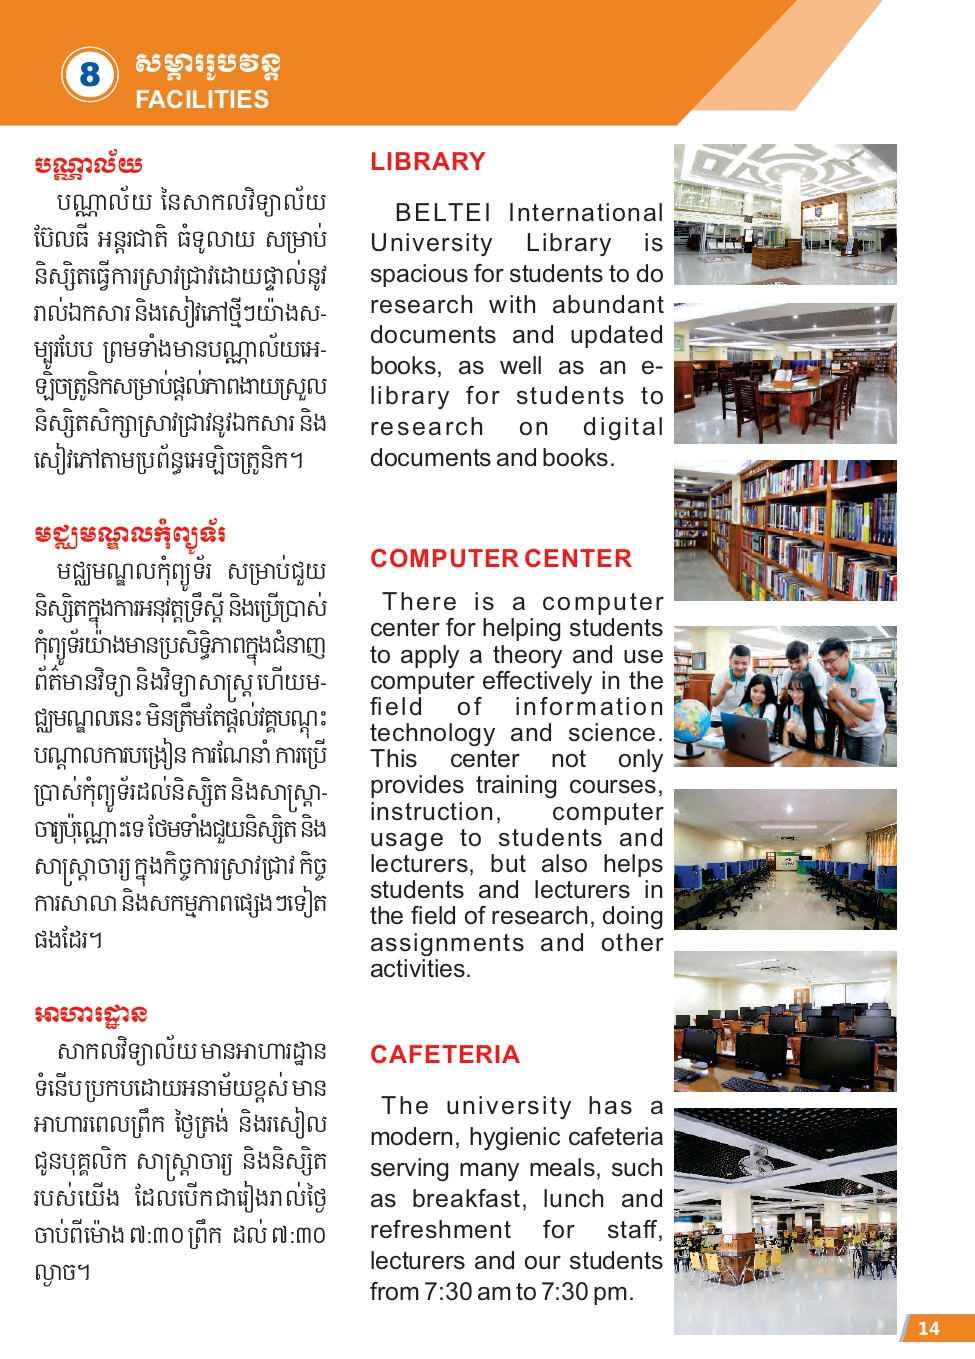 8
សម្ភាររូបវន្ត
FACILITIES
បណ្ណាល័យ
បណ្ណាល័យ នៃសាកលវិទ្យាល័យ
ប៊ែលធី អន្តរជាតិ ធំទូលាយ សម្រាប់
និស្សិតធ្វើការស្រាវជ្រាវដោយផ្ទាល់នូវ
រាល់ឯកសារ និងសៀវភៅថ្មីៗយ៉ាងស-
ម្បូរបែប ព្រមទាំងមានបណ្ណាល័យអេ-
ឡិចត្រូនិកសម្រាប់ផ្តល់ភាពងាយស្រួល
និស្សិតសិក្សាស្រាវជ្រាវនូវឯកសារ និង
សៀវភៅតាមប្រព័ន្ធអេឡិចត្រូនិក។
មជ្ឈមណ្ឌលកុំព្យូទ័រ
មជ្ឈមណ្ឌលកុំព្យូទ័រ សម្រាប់ជួយ
និស្សិតក្នុងការអនុវត្តទ្រឹស្តី និងប្រើប្រាស់
កុំព្យូទ័រយ៉ាងមានប្រសិទ្ធិភាពក្នុងជំនាញ
ព័ត៌មានវិទ្យា និងវិទ្យាសាស្ត្រ ហើយម-
ជ្ឈមណ្ឌលនេះ មិនត្រឹមតែផ្តល់វគ្គបណ្តុះ
បណ្តាលការបង្រៀន ការណែនាំ ការប្រើ
ប្រាស់កុំព្យូទ័រដល់និស្សិត និងសាស្ត្រា-
ចារ្យប៉ុណ្ណោះទេ ថែមទាំងជួយនិស្សិត និង
សាស្ត្រាចារ្យ ក្នុងកិច្ចការស្រាវជ្រាវ កិច្ច
ការសាលា និងសកម្មភាពផ្សេងៗទៀត
ផងដែរ។
អាហារដ្ឋាន
សាកលវិទ្យាល័យ មានអាហារដ្ឋាន
ទំនើប ប្រកបដោយអនាម័យខ្ពស់ មាន
អាហារពេលព្រឹក ថ្ងៃត្រង់ និងរសៀល
ជូនបុគ្គលិក សាស្ត្រាចារ្យ និងនិស្សិត
របស់យើង ដែលបើកជារៀងរាល់ថ្ងៃ
ចាប់ពីម៉ោង ៧:៣០ ព្រឹក ដល់ ៧:៣០
ល្ងាច។
LIBRARY
BELTEI International
University Library is
spacious for students to do
research with abundant
documents and updated
books, as well as an e-
library for students to
research on digital
documents and books.
COMPUTER CENTER
There is a computer
center for helping students
to apply a theory and use
computer effectively in the
field of information
technology and science.
This center not only
provides training courses,
instruction, computer
usage to students and
lecturers, but also helps
students and lecturers in
the field of research, doing
assignments and other
activities.
CAFETERIA
The university has a
modern, hygienic cafeteria
serving many meals, such
as breakfast, lunch and
refreshment for staff,
lecturers and our students
from 7:30 am to 7:30 pm.
14